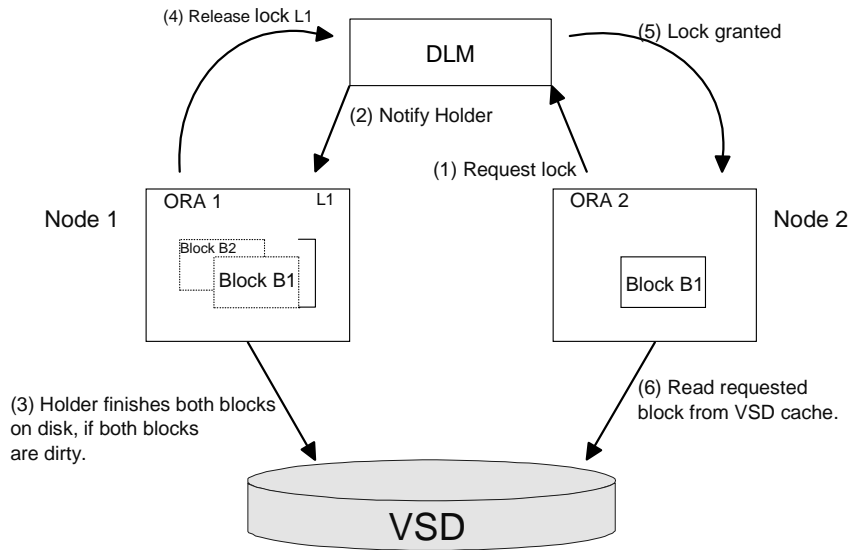 (4) Release lock L1
DLM
(5) Lock granted
(2) Notify Holder
(1) Request lock
Node 1
ORA 1
L1
Block B2
Block B1
ORA 2
Node 2
Block B1
(3) Holder finishes both blocks
on disk, if both blocks
are dirty.
(6) Read requested
block from VSD cache.
VSD